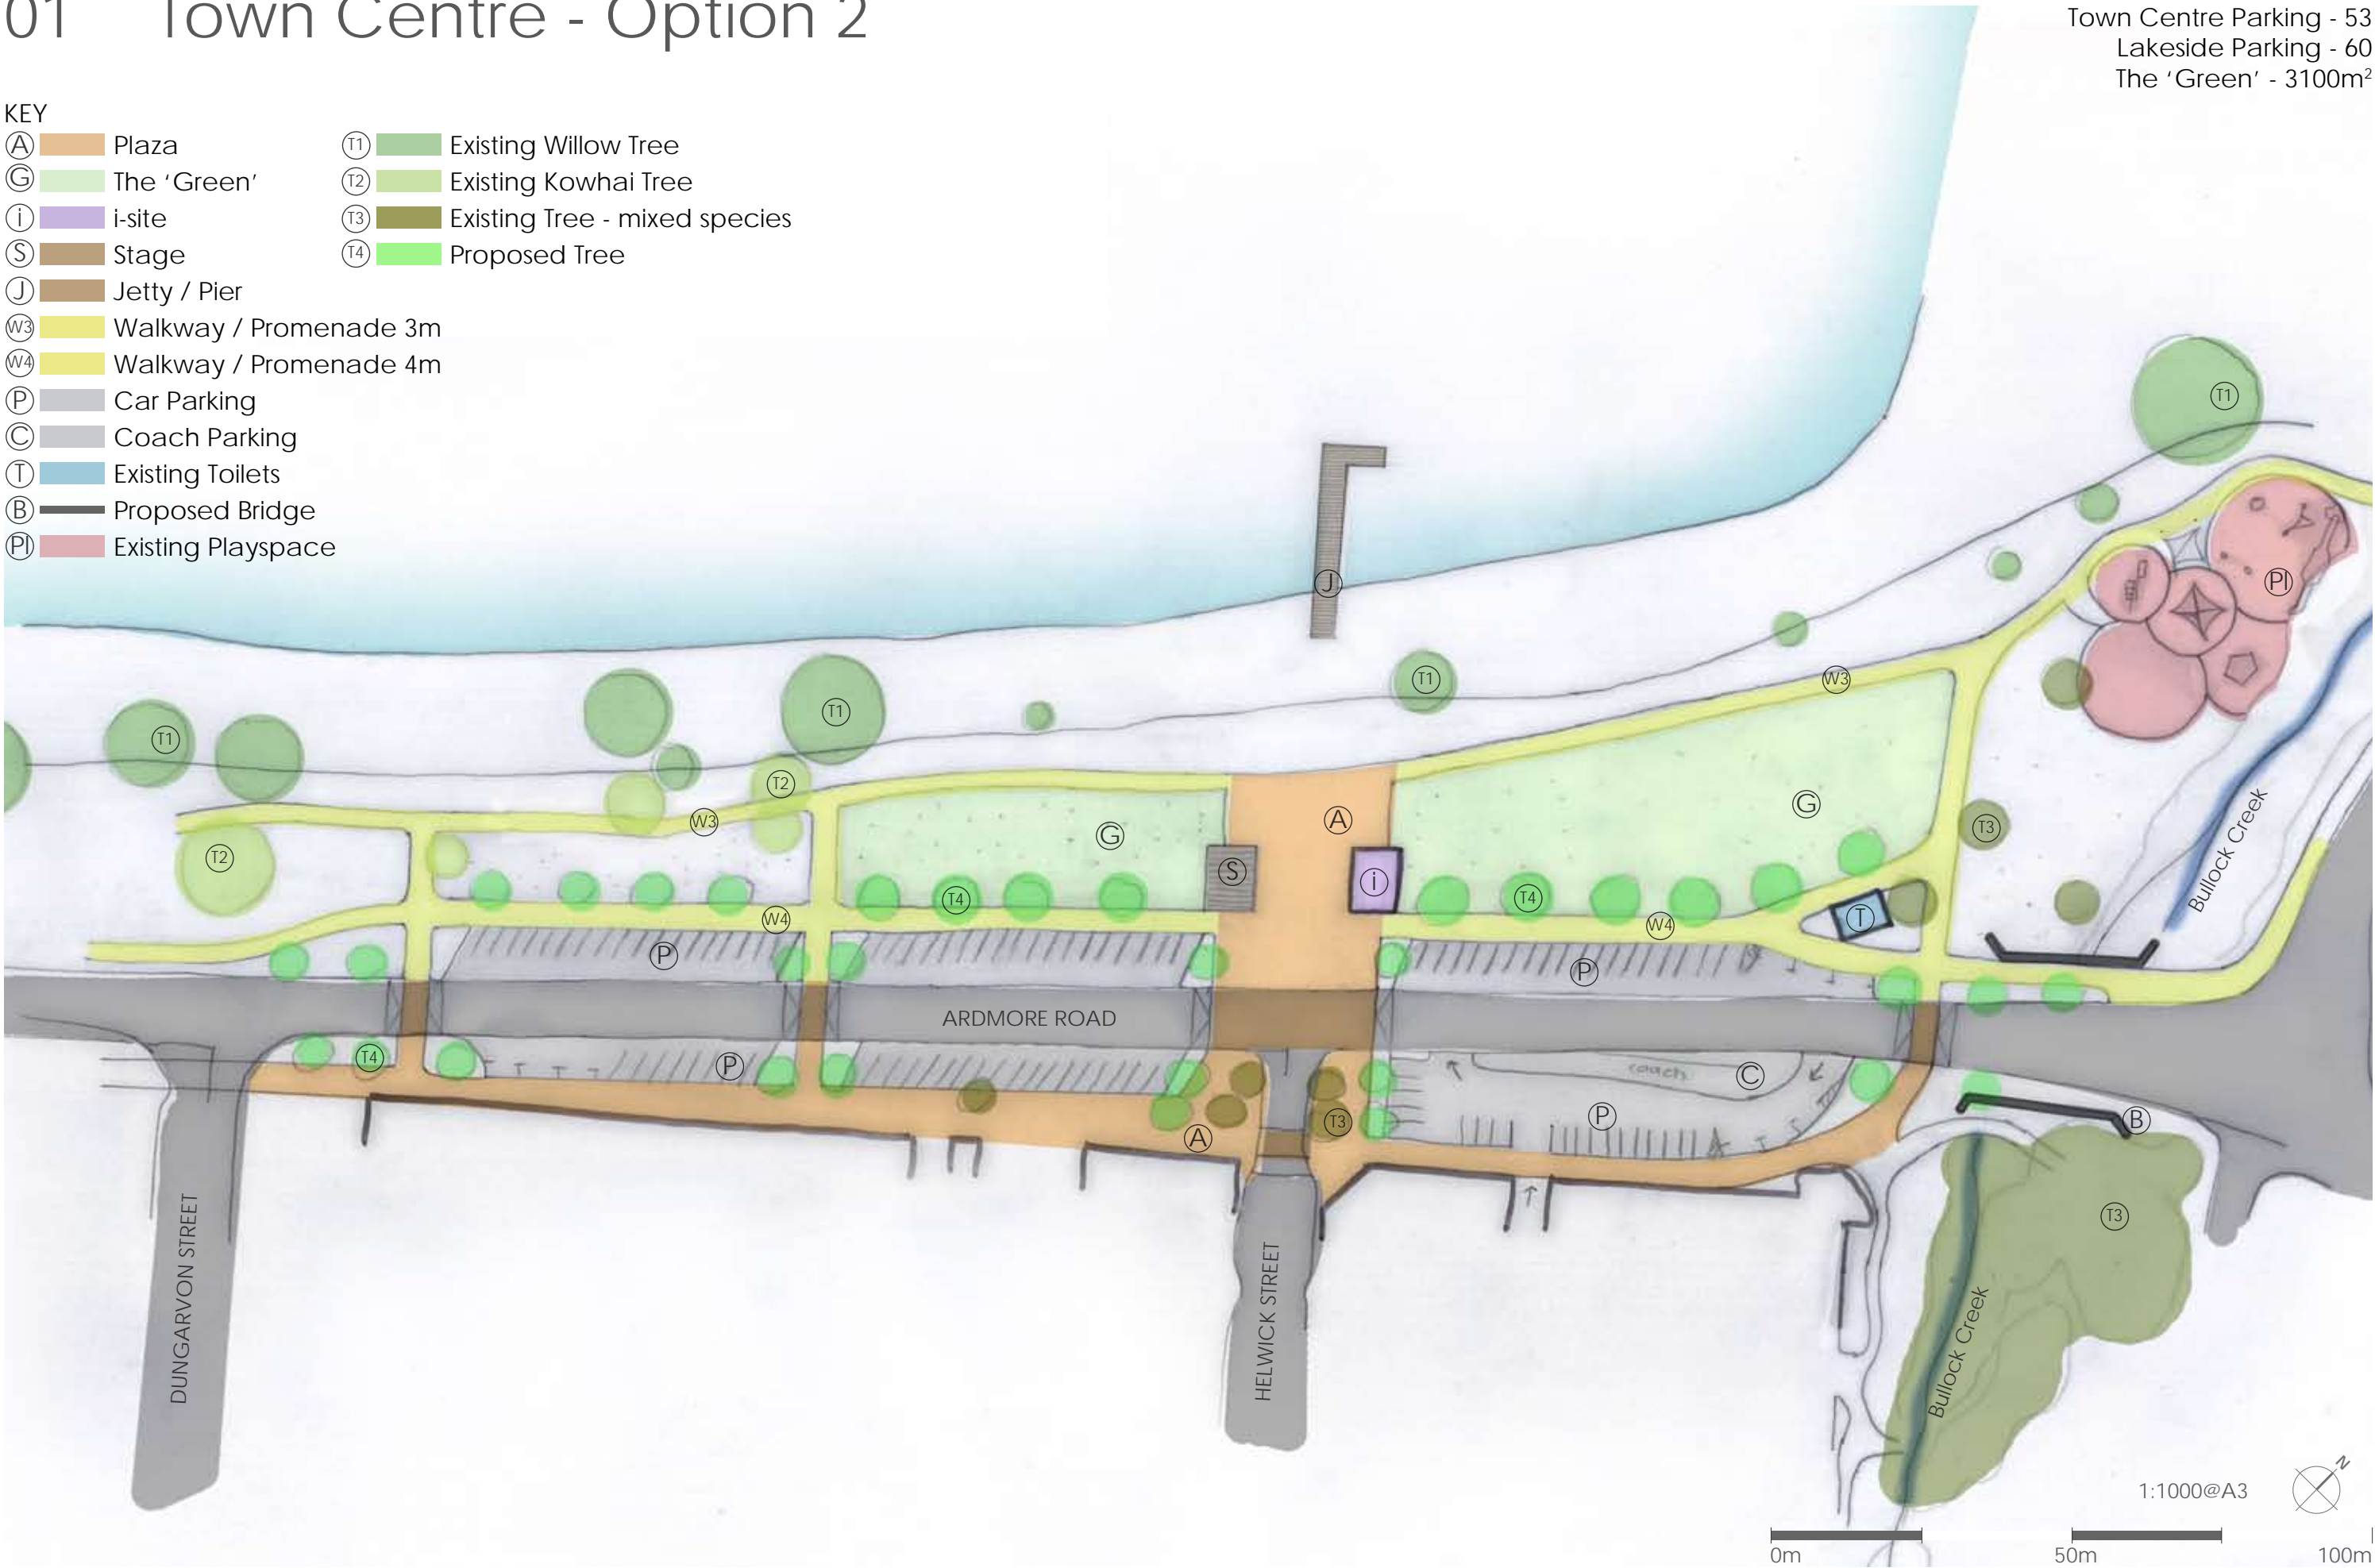 01 Town Centre - Option 2
Town Centre Parking - 53
Lakeside Parking - 60
The ‘Green’ - 3100m²
KEY
A Plaza
G The ‘Green’
i i-site
S Stage
J Jetty / Pier
W3 Walkway / Promenade 3m
W4 Walkway / Promenade 4m
P Car Parking
C Coach Parking
T Existing Toilets
B Proposed Bridge
Pl Existing Playspace
T1 Existing Willow Tree
T2 Existing Kowhai Tree
T3 Existing Tree - mixed species
T4 Proposed Tree
T1
J
Pl
T1
W3
T1
T1
T2
G
A
W3
G
T3
T2
S
i
T4
T4
W4
W4
T
Bullock Creek
P
P
ARDMORE ROAD
T4
P
coach
C
P
T3
A
B
T3
DUNGARVON STREET
HELWICK STREET
Bullock Creek
1:1000@A3
N
0m
50m
100m